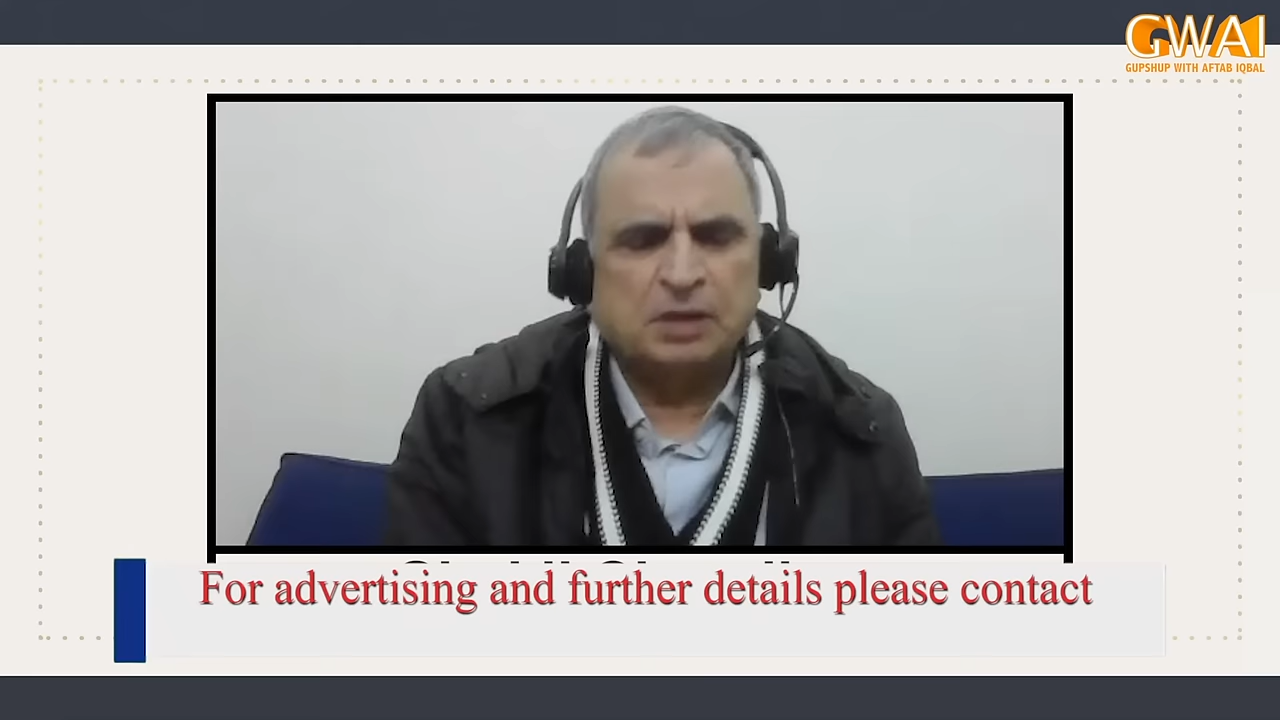 GWAI
GUPSHUP WITH AFTAB IQBAL
For advertising and further details please contact